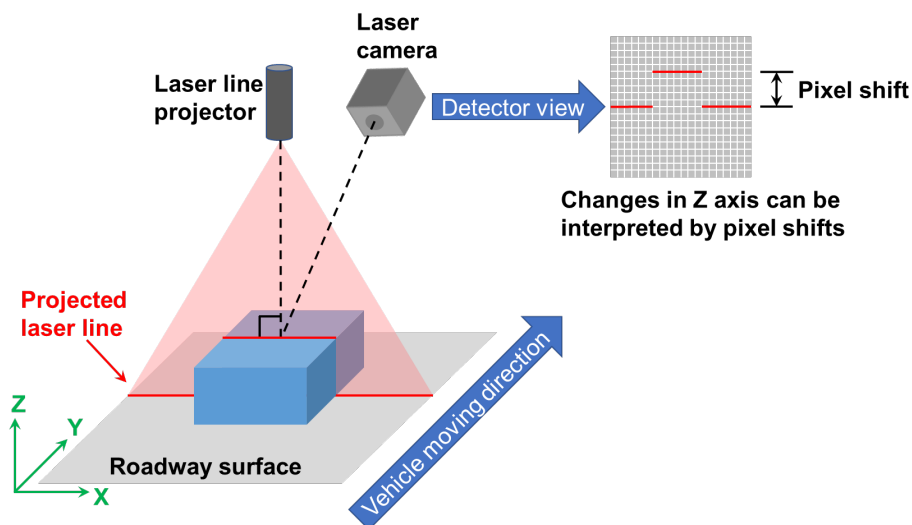 Laser
camera
Laser line
projector
Detector view
Pixel shift
Changes in Z axis can be
interpreted by pixel shifts
Projected
laser line
Vehicle moving direction
Z
Y
X
Roadway surface